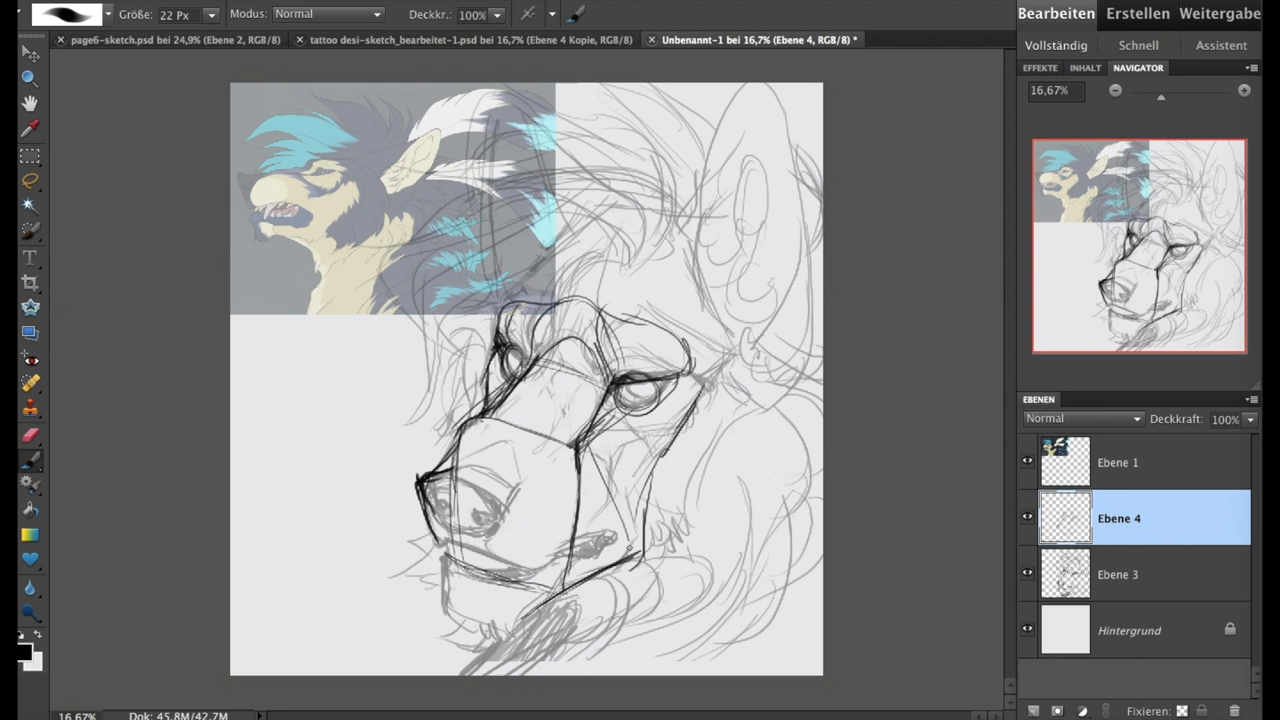 Größe: 22 Px Modus: Normal Deckkr.: 100%
Bearbeiten Erstellen Weitergabe
page6-sketch.psd bei 24,9% (Ebene 2, RGB/8) tattoo desi-sketch_bearbeitet-1.psd bei 16,7% (Ebene 4 Kopie, RGB/8) Unbenannt-1 bei 16,7% (Ebene 4, RGB/8) *
Vollständig Schnell Assistent
EFFEKTE INHALT NAVIGATOR
16,67%
EBENEN
Normal Deckkraft: 100%
Ebene 1
Ebene 4
Ebene 3
Hintergrund
Fixieren:
16,67% Dok: 45,8M/42,7M